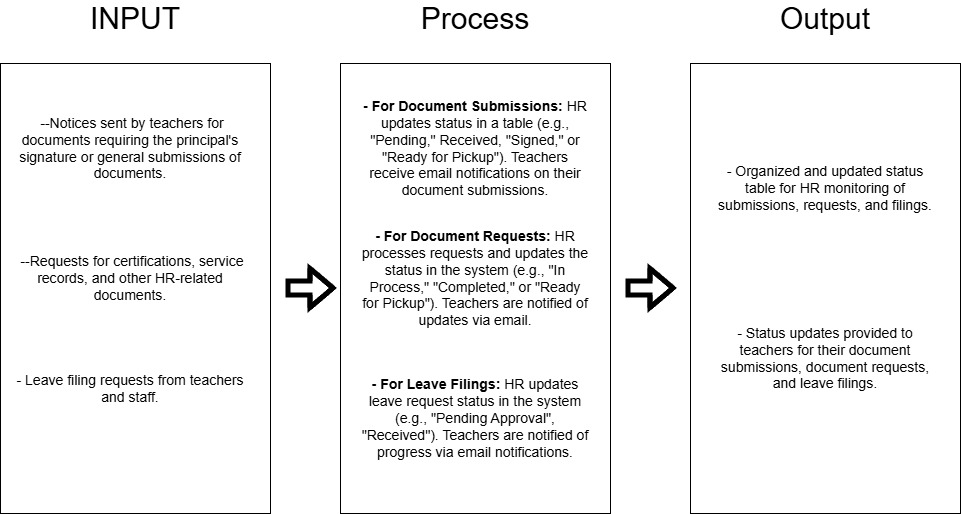 INPUT
Process
Output
--Notices sent by teachers for
documents requiring the principal's
signature or general submissions of
documents.
--Requests for certifications, service
records, and other HR-related
documents.
- Leave filing requests from teachers
and staff.
- For Document Submissions: HR
updates status in a table (e.g.,
"Pending," Received, "Signed," or
"Ready for Pickup"). Teachers
receive email notifications on their
document submissions.
- For Document Requests: HR
processes requests and updates the
status in the system (e.g., "In
Process," "Completed," or "Ready
for Pickup"). Teachers are notified of
updates via email.
- For Leave Filings: HR updates
leave request status in the system
(e.g., "Pending Approval",
"Received"). Teachers are notified of
progress via email notifications.
- Organized and updated status
table for HR monitoring of
submissions, requests, and filings.
- Status updates provided to
teachers for their document
submissions, document requests,
and leave filings.